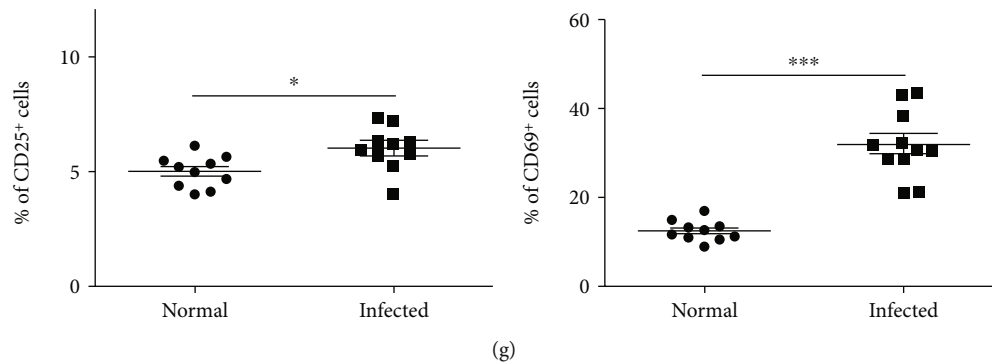 % of CD25⁺ cells
10
5
0
*
Normal
Infected
% of CD69⁺ cells
60
40
20
0
***
Normal
Infected
(g)